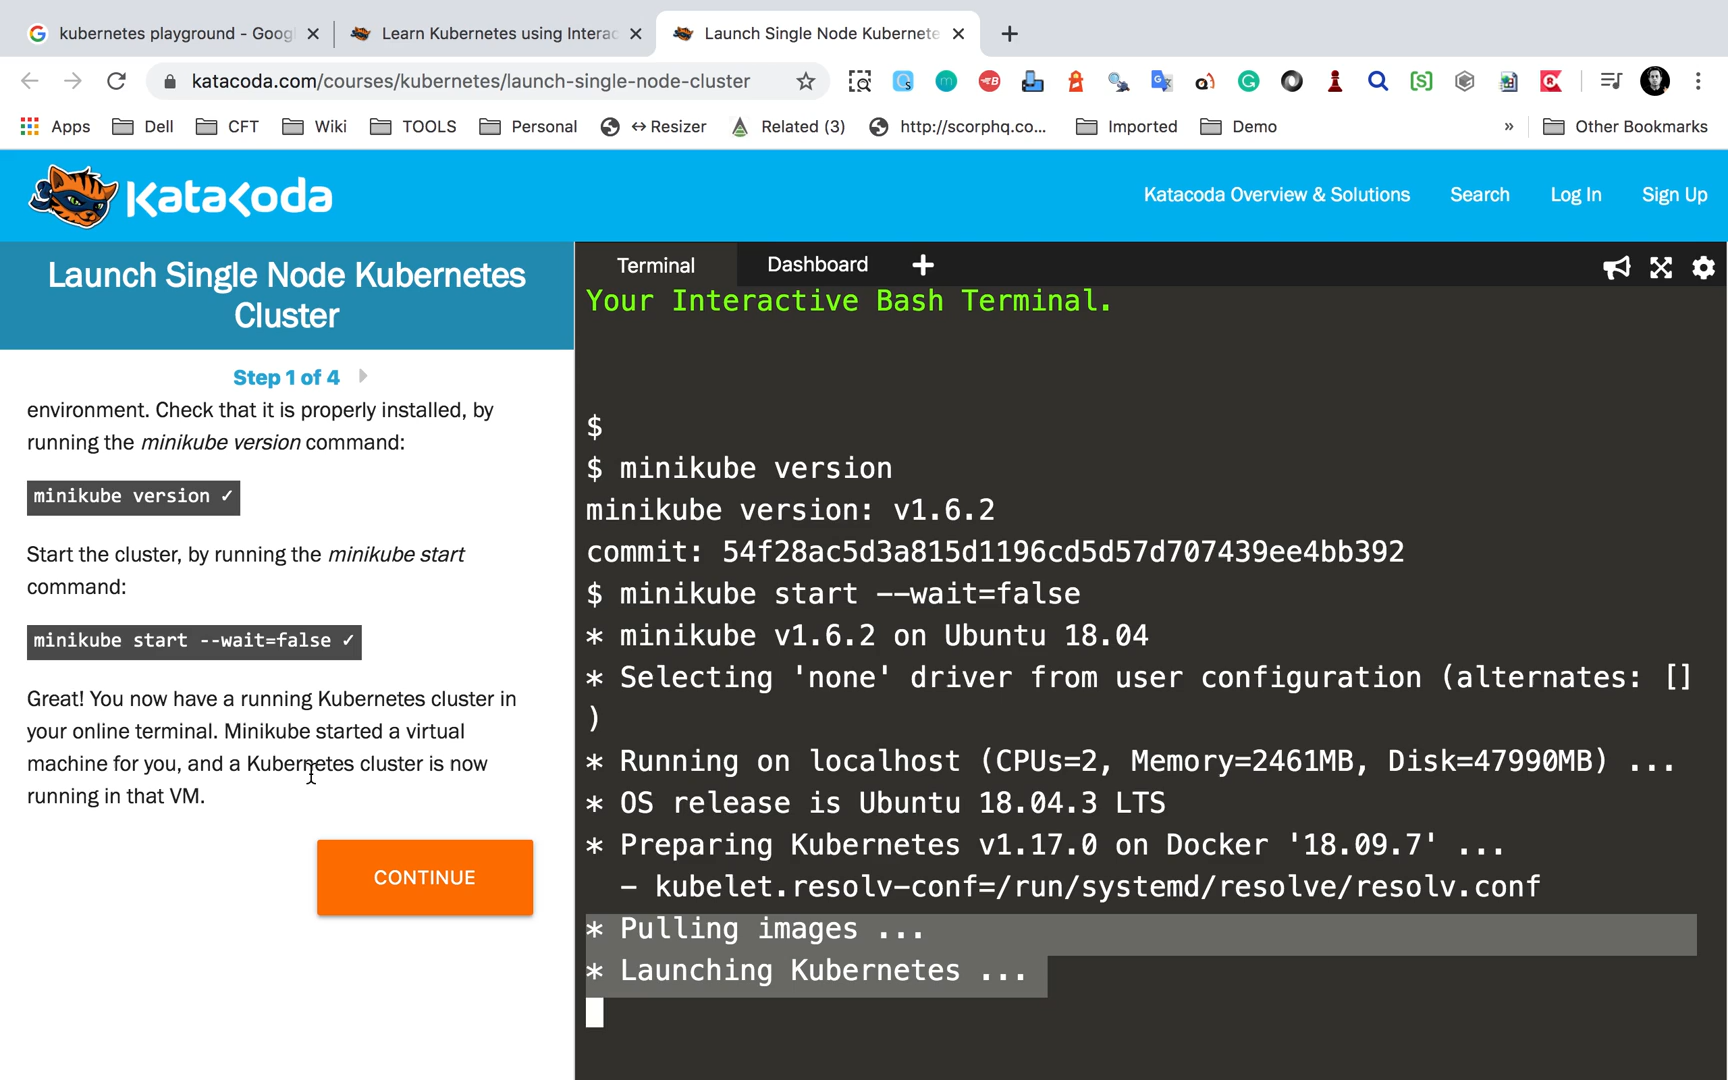 kubernetes playground - Goog
Learn Kubernetes using Interac
Launch Single Node Kubernete
katacoda.com/courses/kubernetes/launch-single-node-cluster
Apps
Dell
CFT
Wiki
TOOLS
Personal
↔Resizer
Related (3)
http://scorphq.co...
Imported
Demo
»
Other Bookmarks
Katacoda
Katacoda Overview & Solutions
Search
Log In
Sign Up
Launch Single Node Kubernetes
Cluster
Step 1 of 4
environment. Check that it is properly installed, by
running the minikube version command:
minikube version ✓
Start the cluster, by running the minikube start
command:
minikube start --wait=false ✓
Great! You now have a running Kubernetes cluster in
your online terminal. Minikube started a virtual
machine for you, and a Kubernetes cluster is now
running in that VM.
CONTINUE
Terminal
Dashboard
Your Interactive Bash Terminal.
$
$ minikube version
minikube version: v1.6.2
commit: 54f28ac5d3a815d1196cd5d57d707439ee4bb392
$ minikube start --wait=false
* minikube v1.6.2 on Ubuntu 18.04
* Selecting 'none' driver from user configuration (alternates: []
)
* Running on localhost (CPUs=2, Memory=2461MB, Disk=47990MB) ...
* OS release is Ubuntu 18.04.3 LTS
* Preparing Kubernetes v1.17.0 on Docker '18.09.7' ...
- kubelet.resolv-conf=/run/systemd/resolve/resolv.conf
* Pulling images ...
* Launching Kubernetes ...